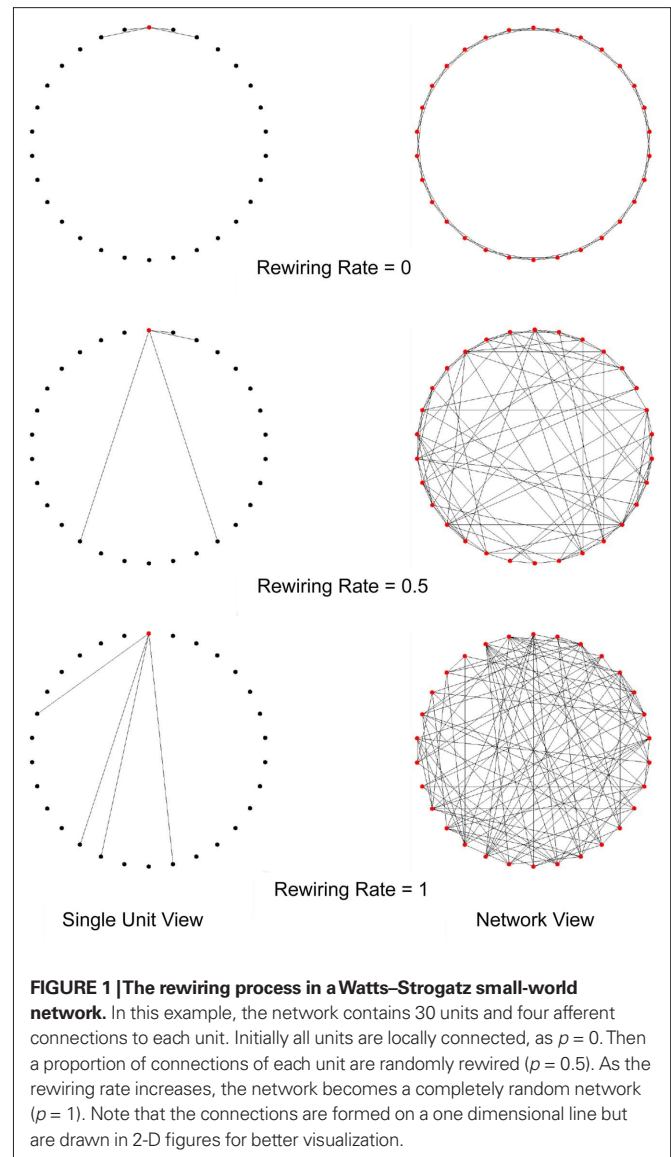 Rewiring Rate = 0
Rewiring Rate = 0.5
Rewiring Rate = 1
Single Unit View
Network View
FIGURE 1 | The rewiring process in a Watts–Strogatz small-world
network. In this example, the network contains 30 units and four afferent
connections to each unit. Initially all units are locally connected, as p = 0. Then
a proportion of connections of each unit are randomly rewired (p = 0.5). As the
rewiring rate increases, the network becomes a completely random network
(p = 1). Note that the connections are formed on a one dimensional line but
are drawn in 2-D figures for better visualization.